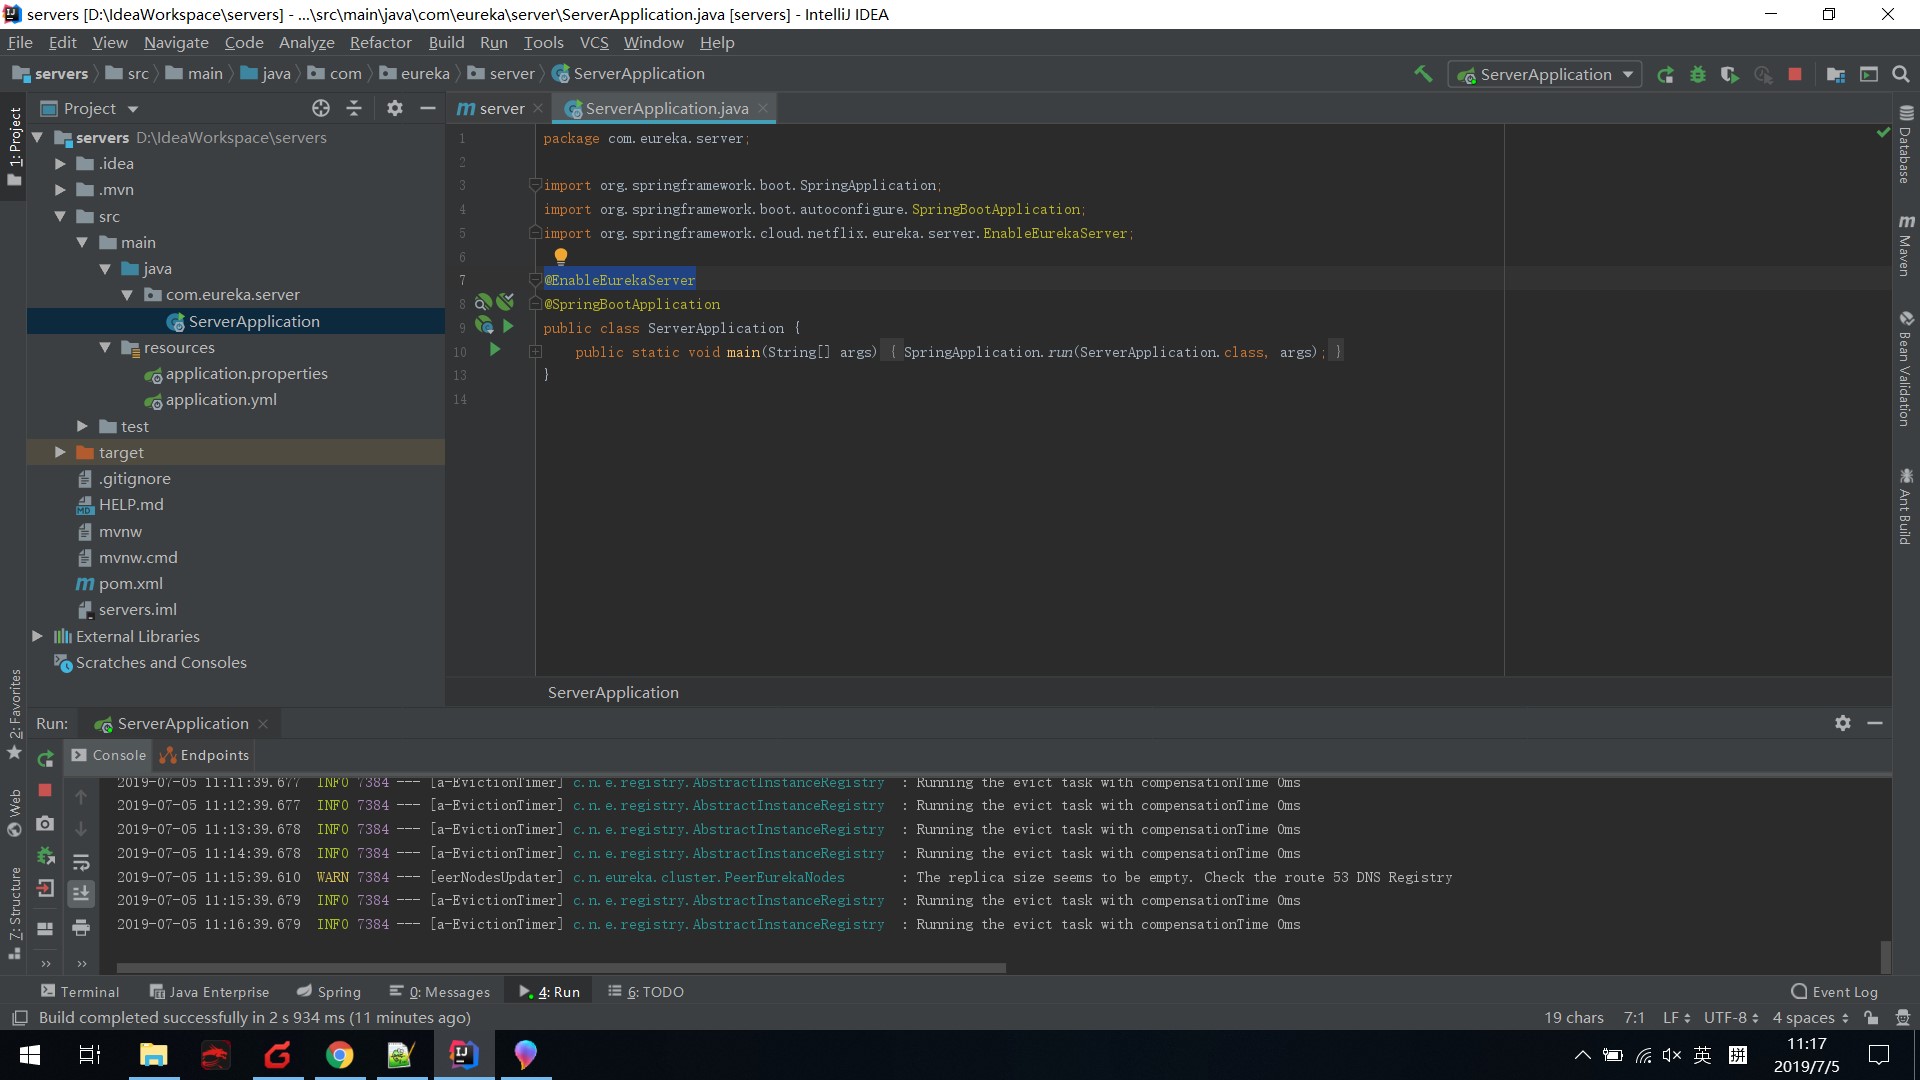 servers [D:\IdeaWorkspace\servers] - ...\src\main\java\com\eureka\server\ServerApplication.java [servers] - IntelliJ IDEA
File Edit View Navigate Code Analyze Refactor Build Run Tools VCS Window Help
servers src main java com eureka server ServerApplication
ServerApplication
Project
server
ServerApplication.java
1: Project
2: Favorites
Web
7: Structure
servers D:\IdeaWorkspace\servers
.idea
.mvn
src
main
java
com.eureka.server
ServerApplication
resources
application.properties
application.yml
test
target
.gitignore
HELP.md
mvnw
mvnw.cmd
pom.xml
servers.iml
External Libraries
Scratches and Consoles
1 package com.eureka.server;
2
3 import org.springframework.boot.SpringApplication;
4 import org.springframework.boot.autoconfigure.SpringBootApplication;
5 import org.springframework.cloud.netflix.eureka.server.EnableEurekaServer;
6
7 @EnableEurekaServer
8 @SpringBootApplication
9 public class ServerApplication {
10 public static void main(String[] args) { SpringApplication.run(ServerApplication.class, args); }
13 }
14
ServerApplication
Database
Maven
Bean Validation
Ant Build
Run: ServerApplication
Console Endpoints
2019-07-05 11:11:39.677 INFO 7384 --- [a-EvictionTimer] c.n.e.registry.AbstractInstanceRegistry : Running the evict task with compensationTime 0ms
2019-07-05 11:12:39.677 INFO 7384 --- [a-EvictionTimer] c.n.e.registry.AbstractInstanceRegistry : Running the evict task with compensationTime 0ms
2019-07-05 11:13:39.678 INFO 7384 --- [a-EvictionTimer] c.n.e.registry.AbstractInstanceRegistry : Running the evict task with compensationTime 0ms
2019-07-05 11:14:39.678 INFO 7384 --- [a-EvictionTimer] c.n.e.registry.AbstractInstanceRegistry : Running the evict task with compensationTime 0ms
2019-07-05 11:15:39.610 WARN 7384 --- [eerNodesUpdater] c.n.eureka.cluster.PeerEurekaNodes : The replica size seems to be empty. Check the route 53 DNS Registry
2019-07-05 11:15:39.679 INFO 7384 --- [a-EvictionTimer] c.n.e.registry.AbstractInstanceRegistry : Running the evict task with compensationTime 0ms
2019-07-05 11:16:39.679 INFO 7384 --- [a-EvictionTimer] c.n.e.registry.AbstractInstanceRegistry : Running the evict task with compensationTime 0ms
Terminal Java Enterprise Spring 0: Messages 4: Run 6: TODO Event Log
Build completed successfully in 2 s 934 ms (11 minutes ago) 19 chars 7:1 LF UTF-8 4 spaces
英 拼 11:17
2019/7/5